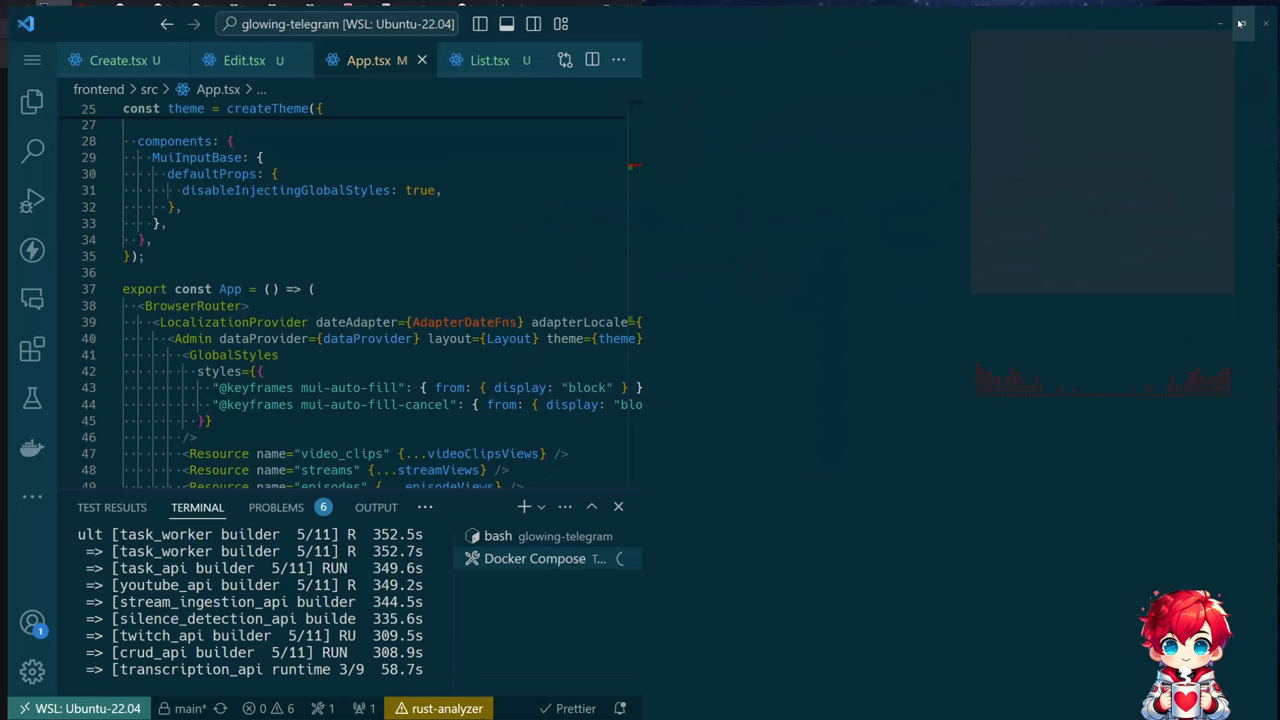 glowing-telegram [WSL: Ubuntu-22.04]
Create.tsx U
Edit.tsx U
App.tsx M
List.tsx U
frontend > src > App.tsx > ...
25 const theme = createTheme({
27
28 components: {
29 MuiInputBase: {
30 defaultProps: {
31 disableInjectingGlobalStyles: true,
32 },
33 },
34 },
35 });
36
37 export const App = () => (
38 <BrowserRouter>
39 <LocalizationProvider dateAdapter={AdapterDateFns} adapterLocale={
40 <Admin dataProvider={dataProvider} layout={Layout} theme={theme}
41 <GlobalStyles
42 styles={{
43 "@keyframes mui-auto-fill": { from: { display: "block" } }
44 "@keyframes mui-auto-fill-cancel": { from: { display: "blo
45 }}
46 />
47 <Resource name="video_clips" {...videoClipsViews} />
48 <Resource name="streams" {...streamViews} />
49 <Resource name="episodes" {...episodeViews} />
TEST RESULTS
TERMINAL
PROBLEMS 6
OUTPUT
ult [task_worker builder 5/11] R 352.5s
=> [task_worker builder 5/11] R 352.7s
=> [task_api builder 5/11] RUN 349.6s
=> [youtube_api builder 5/11] R 349.2s
=> [stream_ingestion_api builder 344.5s
=> [silence_detection_api builde 335.6s
=> [twitch_api builder 5/11] RU 309.5s
=> [crud_api builder 5/11] RUN 308.9s
=> [transcription_api runtime 3/9 58.7s
bash glowing-telegram
Docker Compose T...
1
WSL: Ubuntu-22.04
main*
0 6
1
1
rust-analyzer
Prettier